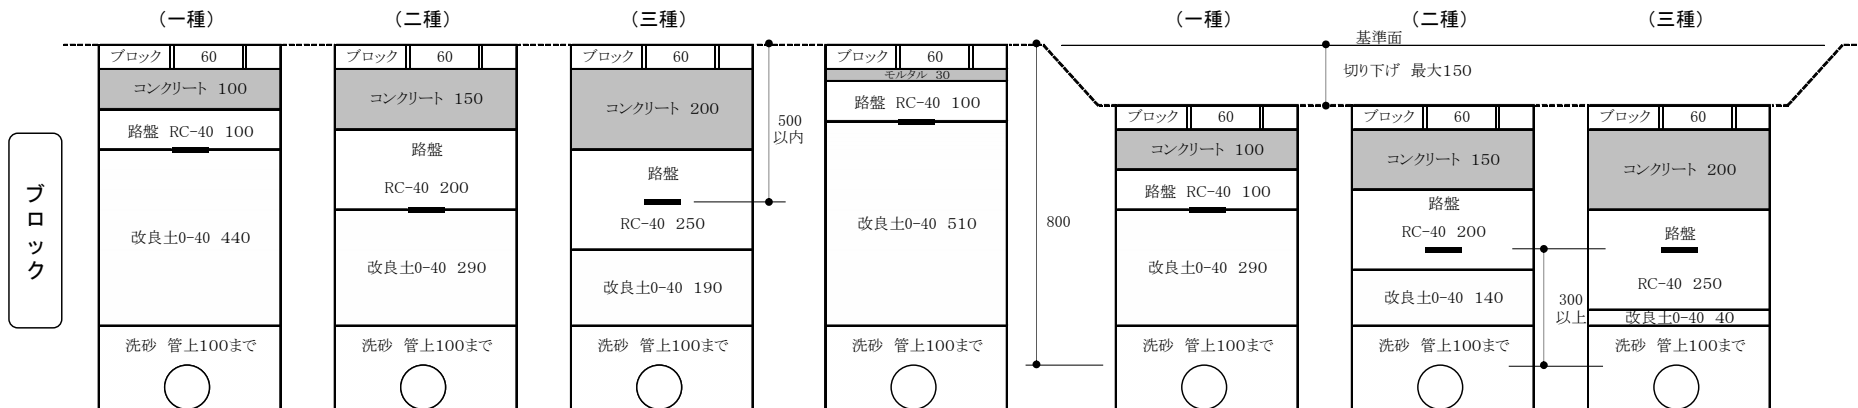 （一種）
（二種）
（三種）
（一種）
（二種）
（三種）
ブロック
ブロック 60
コンクリート 100
路盤 RC-40 100
改良土0-40 440
洗砂 管上100まで
ブロック 60
コンクリート 150
路盤
RC-40 200
改良土0-40 290
洗砂 管上100まで
ブロック 60
コンクリート 200
路盤
RC-40 250
改良土0-40 190
洗砂 管上100まで
500
以内
ブロック 60
モルタル 30
路盤 RC-40 100
改良土0-40 510
洗砂 管上100まで
800
基準面
切り下げ 最大150
ブロック 60
コンクリート 100
路盤 RC-40 100
改良土0-40 290
洗砂 管上100まで
ブロック 60
コンクリート 150
路盤
RC-40 200
改良土0-40 140
洗砂 管上100まで
300
以上
ブロック 60
コンクリート 200
路盤
RC-40 250
改良土0-40 40
洗砂 管上100まで